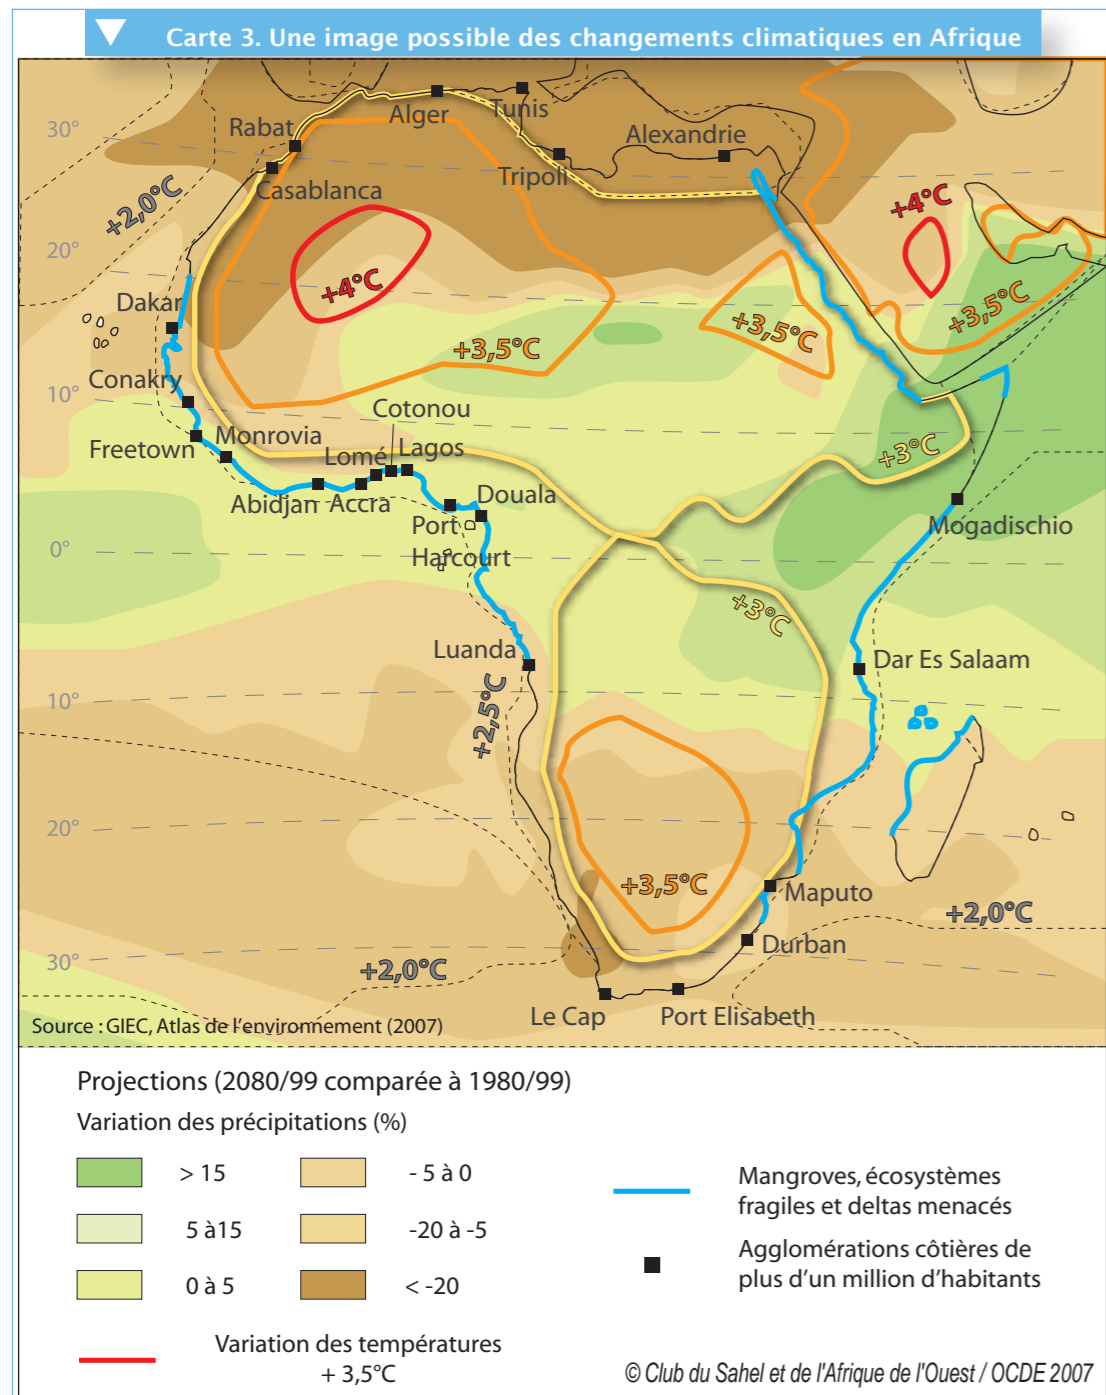 Carte 3. Une image possible des changements climatiques en Afrique
30°
20°
10°
0°
10°
20°
30°
Rabat
Casablanca
Alger
Tunis
Tripoli
Alexandrie
+2,0°C
+4°C
+3,5°C
+3,5°C
+4°C
+3,5°C
Dakar
Conakry
Freetown
Monrovia
Abidjan
Accra
Lomé
Cotonou
Lagos
Port
Harcourt
Douala
+3°C
Mogadischio
+3°C
Luanda
+2,5°C
Dar Es Salaam
+3,5°C
Maputo
Durban
+2,0°C
+2,0°C
Le Cap
Port Elisabeth
Source : GIEC, Atlas de l'environnement (2007)
Projections (2080/99 comparée à 1980/99)
Variation des précipitations (%)
> 15
5 à15
0 à 5
- 5 à 0
-20 à -5
< -20
Variation des températures
+ 3,5°C
Mangroves, écosystèmes
fragiles et deltas menacés
Agglomérations côtières de
plus d'un million d'habitants
© Club du Sahel et de l'Afrique de l'Ouest / OCDE 2007